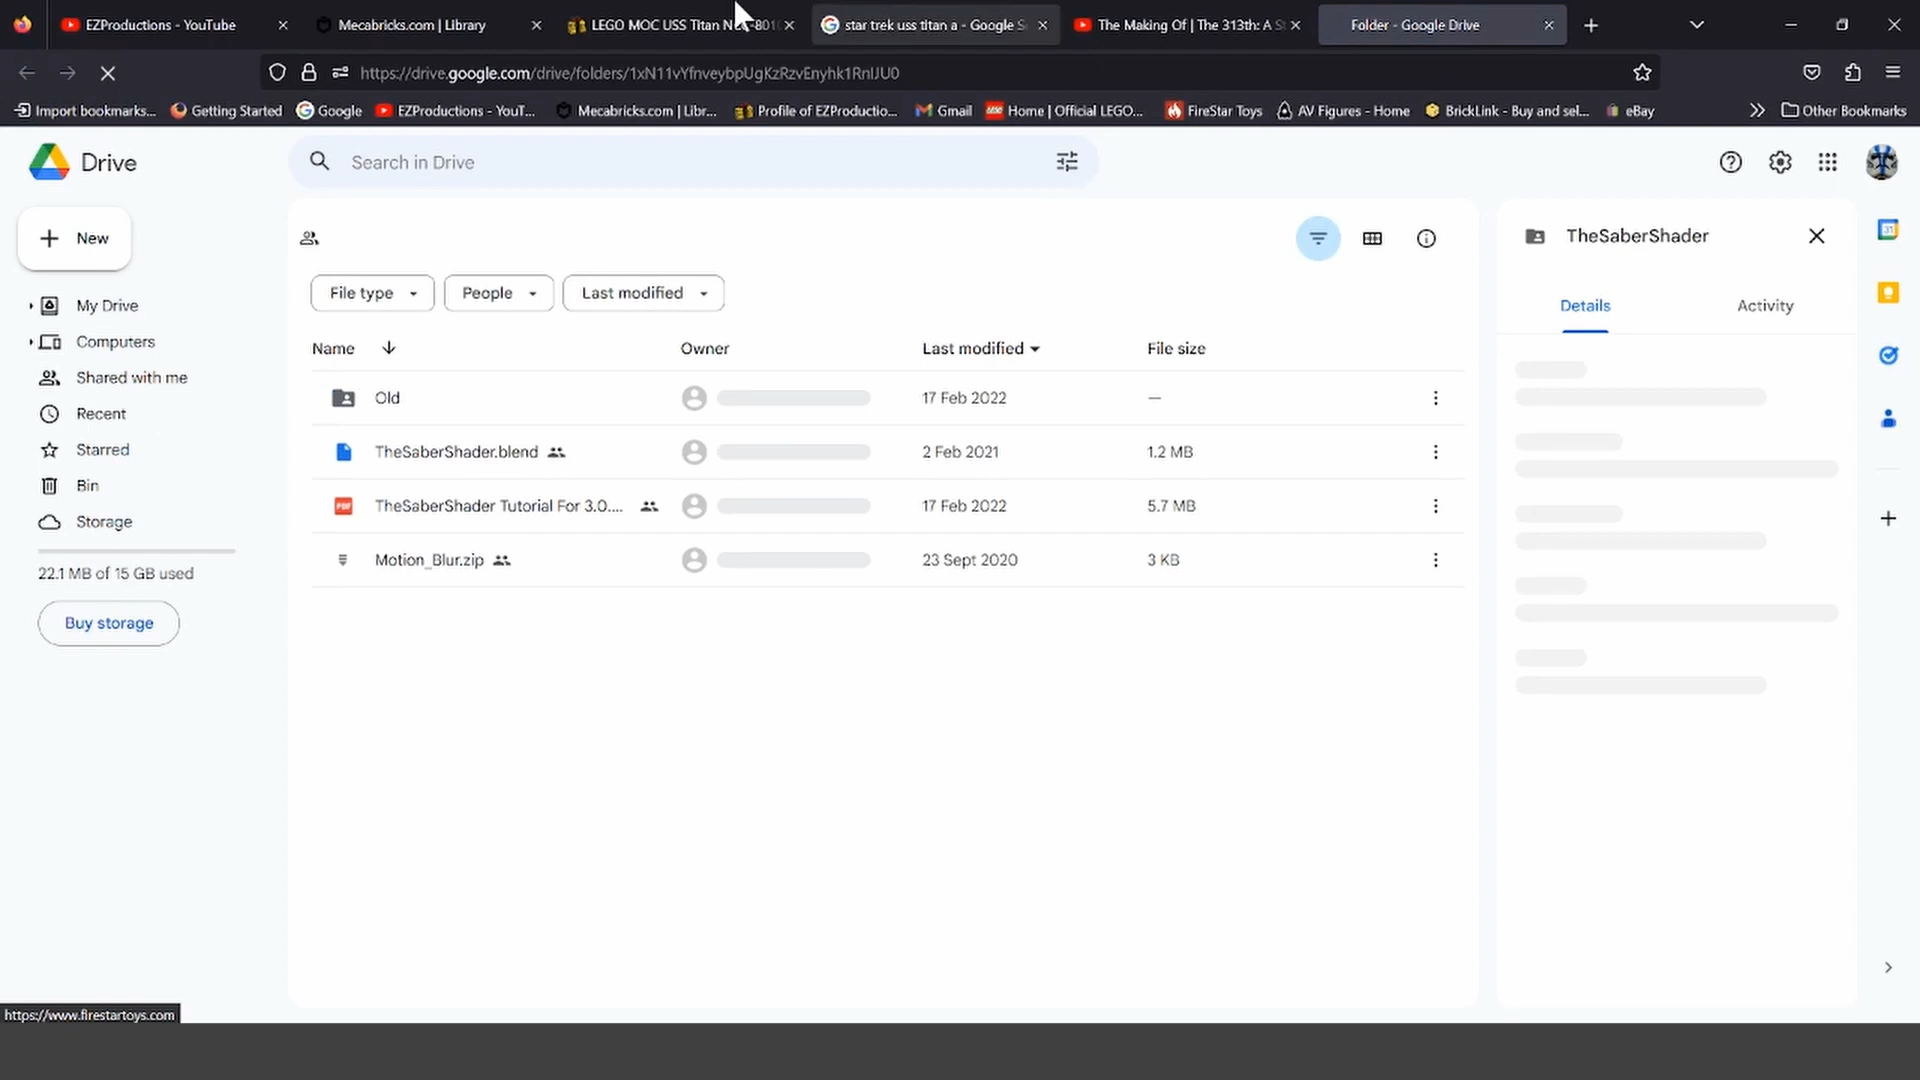 EZProductions - YouTube
Mecabricks.com | Library
LEGO MOC USS Titan
star trek uss titan a - Google S
The Making Of | The 313th: A S
Folder - Google Drive
https://drive.google.com/drive/folders/1xN11vYfnveybpUgKzRzvEnyhk1RnIJU0
Import bookmarks...
Getting Started
Google
EZProductions - YouT...
Mecabricks.com | Libr...
Profile of EZProductio...
Gmail
Home | Official LEGO...
FireStar Toys
AV Figures - Home
BrickLink - Buy and sel...
eBay
Other Bookmarks
Drive
Search in Drive
New
TheSaberShader
31
File type
People
Last modified
Details
Activity
My Drive
Computers
Shared with me
Recent
Starred
Bin
Storage
22.1 MB of 15 GB used
Buy storage
Name
Owner
Last modified
File size
Old
17 Feb 2022
—
TheSaberShader.blend
2 Feb 2021
1.2 MB
PDF
TheSaberShader Tutorial For 3.0....
17 Feb 2022
5.7 MB
Motion_Blur.zip
23 Sept 2020
3 KB
https://www.firestartoys.com